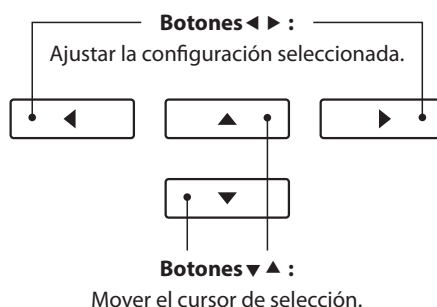 Botones ◀ ▶ :
Ajustar la configuración seleccionada.
Botones ▼ ▲ :
Mover el cursor de selección.